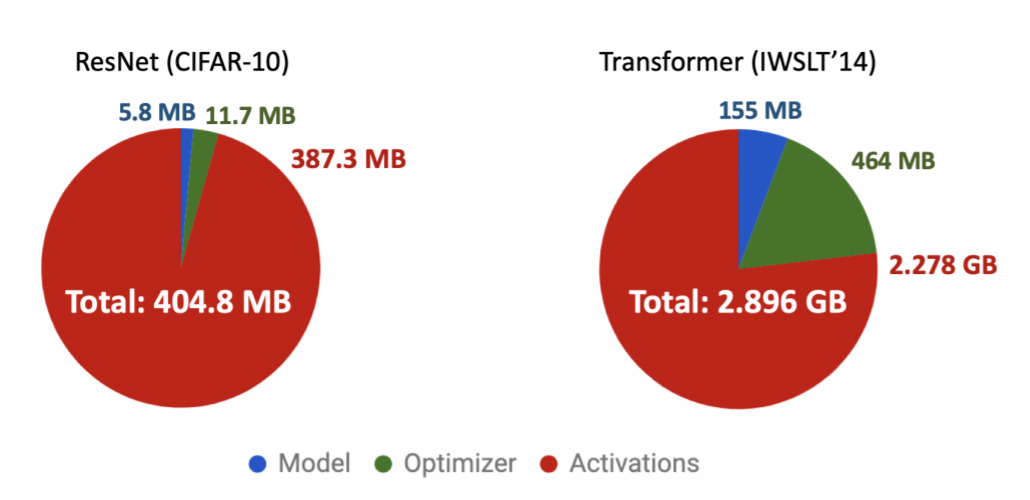 ResNet (CIFAR-10)
5.8 MB 11.7 MB
387.3 MB
Total: 404.8 MB
Transformer (IWSLT’14)
155 MB
464 MB
2.278 GB
Total: 2.896 GB
Model Optimizer Activations